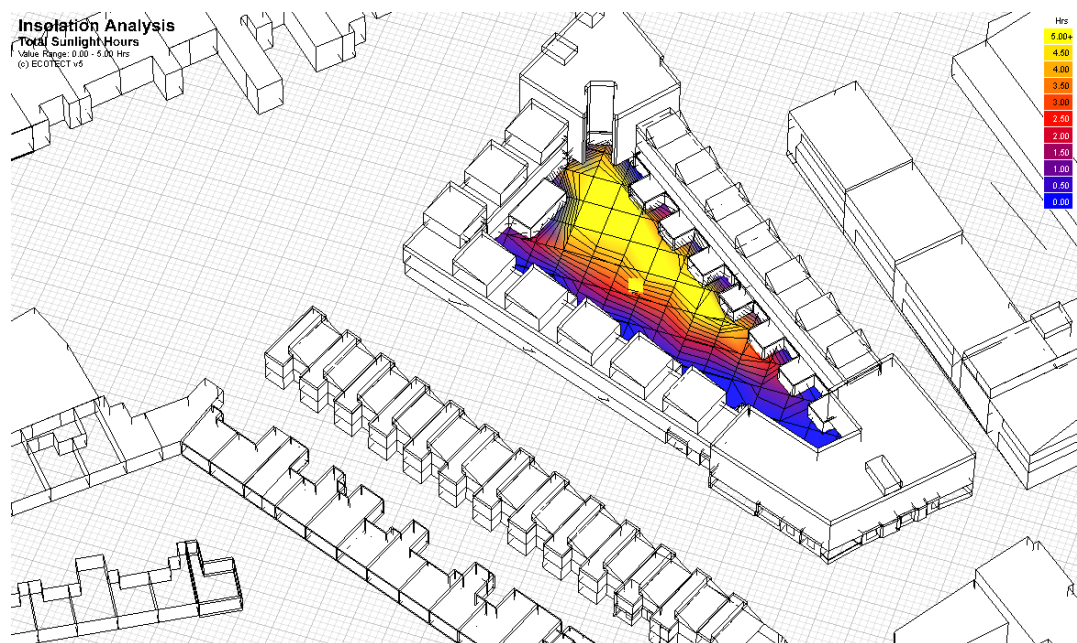 Insolation Analysis
Total Sunlight Hours
Value Range: 0.00 - 5.00 Hrs
(c) ECOTECT v5
Hrs
5.00+
4.50
4.00
3.50
3.00
2.50
2.00
1.50
1.00
0.50
0.00